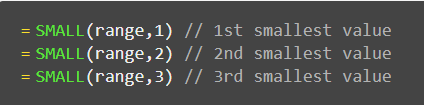 =SMALL(range,1) // 1st smallest value
=SMALL(range,2) // 2nd smallest value
=SMALL(range,3) // 3rd smallest value